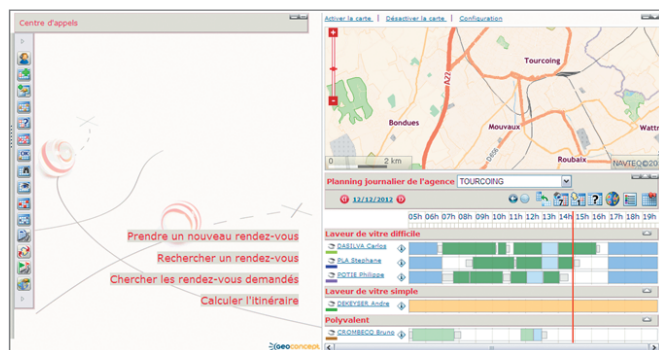 Centre d'appels
Prendre un nouveau rendez-vous
Rechercher un rendez-vous
Chercher les rendez-vous demandés
Calculer l'itinéraire
geoconcept
Activer la carte | Désactiver la carte | Configuration
Tourcoing
A22
Bondues
Mouvaux
Wattr
D656
Roubaix
0 2 km
NAVTEQ©20
Planning journalier de l'agence TOURCOING
12/12/2012
05h 06h 07h 08h 09h 10h 11h 12h 13h 14h 15h 16h 17h 18h 19h
Laveur de vitre difficile
DASILVA Carlos
PLA Stephane
POTIE Philippe
Laveur de vitre simple
DEKEYSER Andre
Polyvalent
CROMBECQ Bruno